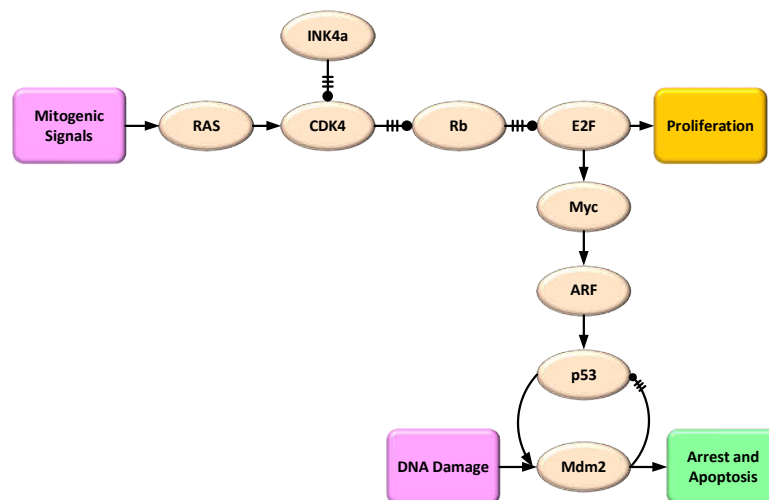 INK4a
Mitogenic
Signals
RAS
CDK4
Rb
E2F
Proliferation
Myc
ARF
p53
DNA Damage
Mdm2
Arrest and
Apoptosis